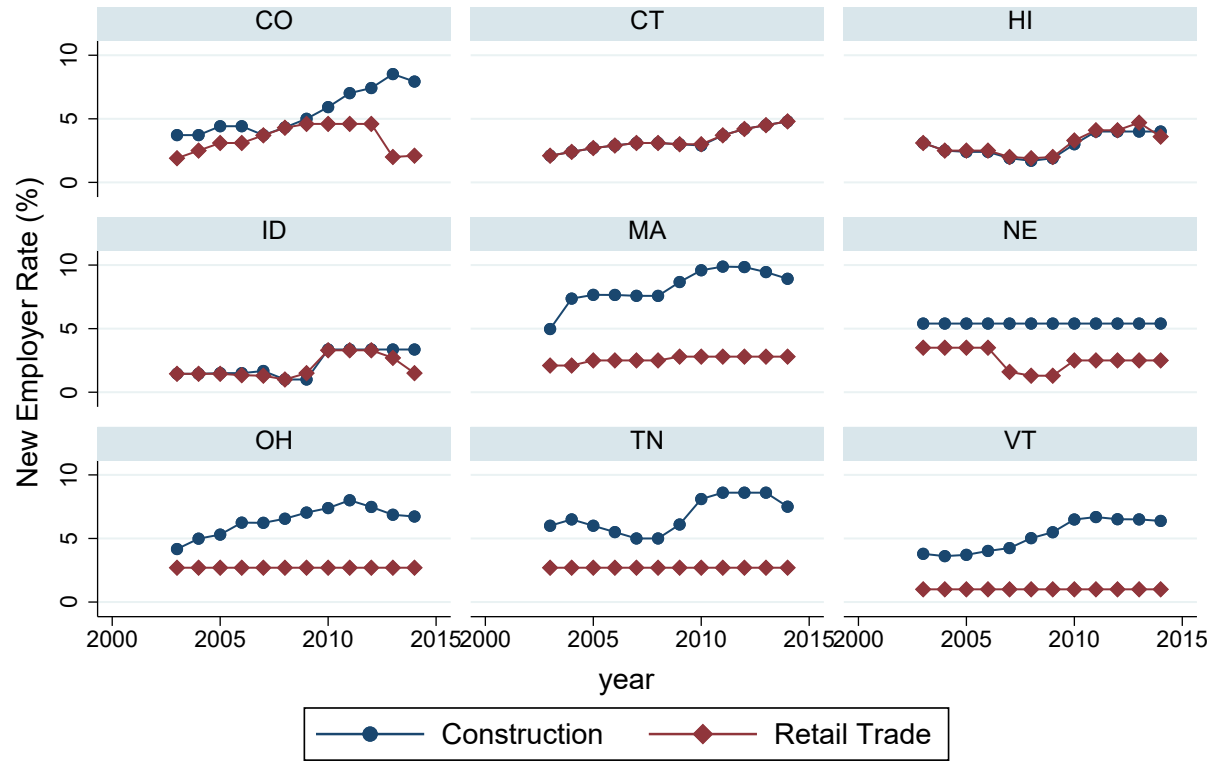 CO CT HI
10
5
0
ID MA NE
10
5
0
New Employer Rate (%)
OH TN VT
10
5
0
2000 2005 2010 2015 2000 2005 2010 2015 2000 2005 2010 2015
year
Construction Retail Trade